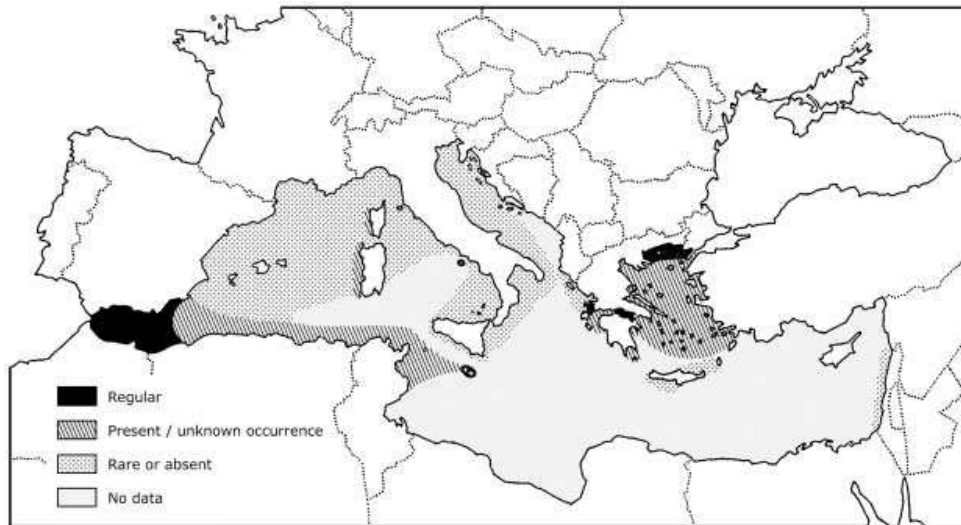 Regular
Present / unknown occurrence
Rare or absent
No data